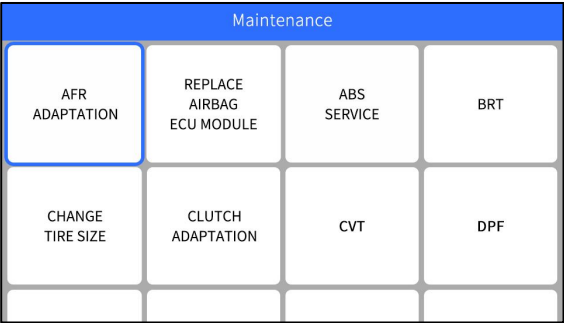 Maintenance
AFR
ADAPTATION
REPLACE
AIRBAG
ECU MODULE
ABS
SERVICE
BRT
CHANGE
TIRE SIZE
CLUTCH
ADAPTATION
CVT
DPF